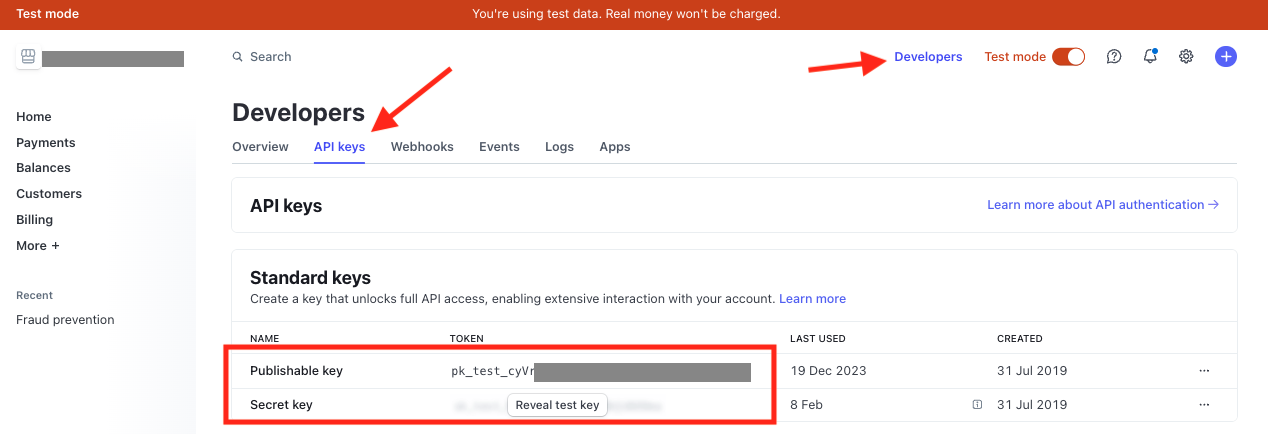 Test mode You're using test data. Real money won't be charged.
Search Developers Test mode
Developers
Home
Payments
Balances
Customers
Billing
More +
Recent
Fraud prevention
Overview API keys Webhooks Events Logs Apps
API keys Learn more about API authentication →
Standard keys
Create a key that unlocks full API access, enabling extensive interaction with your account. Learn more
NAME TOKEN LAST USED CREATED
Publishable key pk_test_cyVr 19 Dec 2023 31 Jul 2019 ...
Secret key Reveal test key 8 Feb 31 Jul 2019 ...